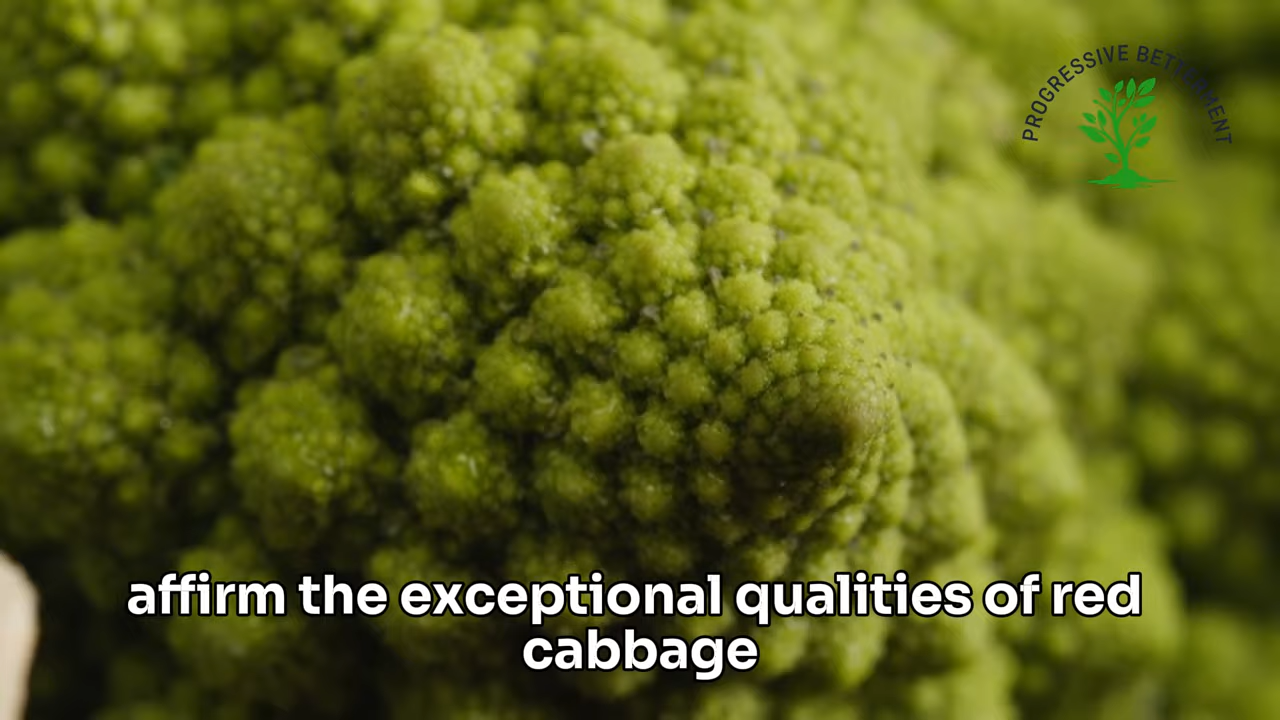 PROGRESSIVE BETTERMENT
affirm the exceptional qualities of red
cabbage